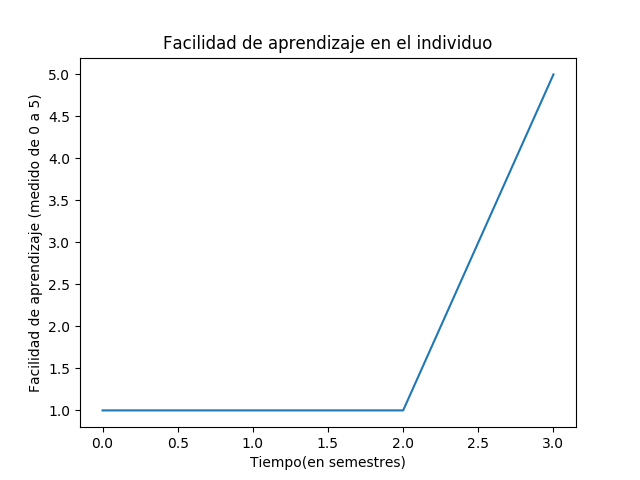 Facilidad de aprendizaje en el individuo
Facilidad de aprendizaje (medido de 0 a 5)
5.0
4.5
4.0
3.5
3.0
2.5
2.0
1.5
1.0
0.0 0.5 1.0 1.5 2.0 2.5 3.0
Tiempo(en semestres)